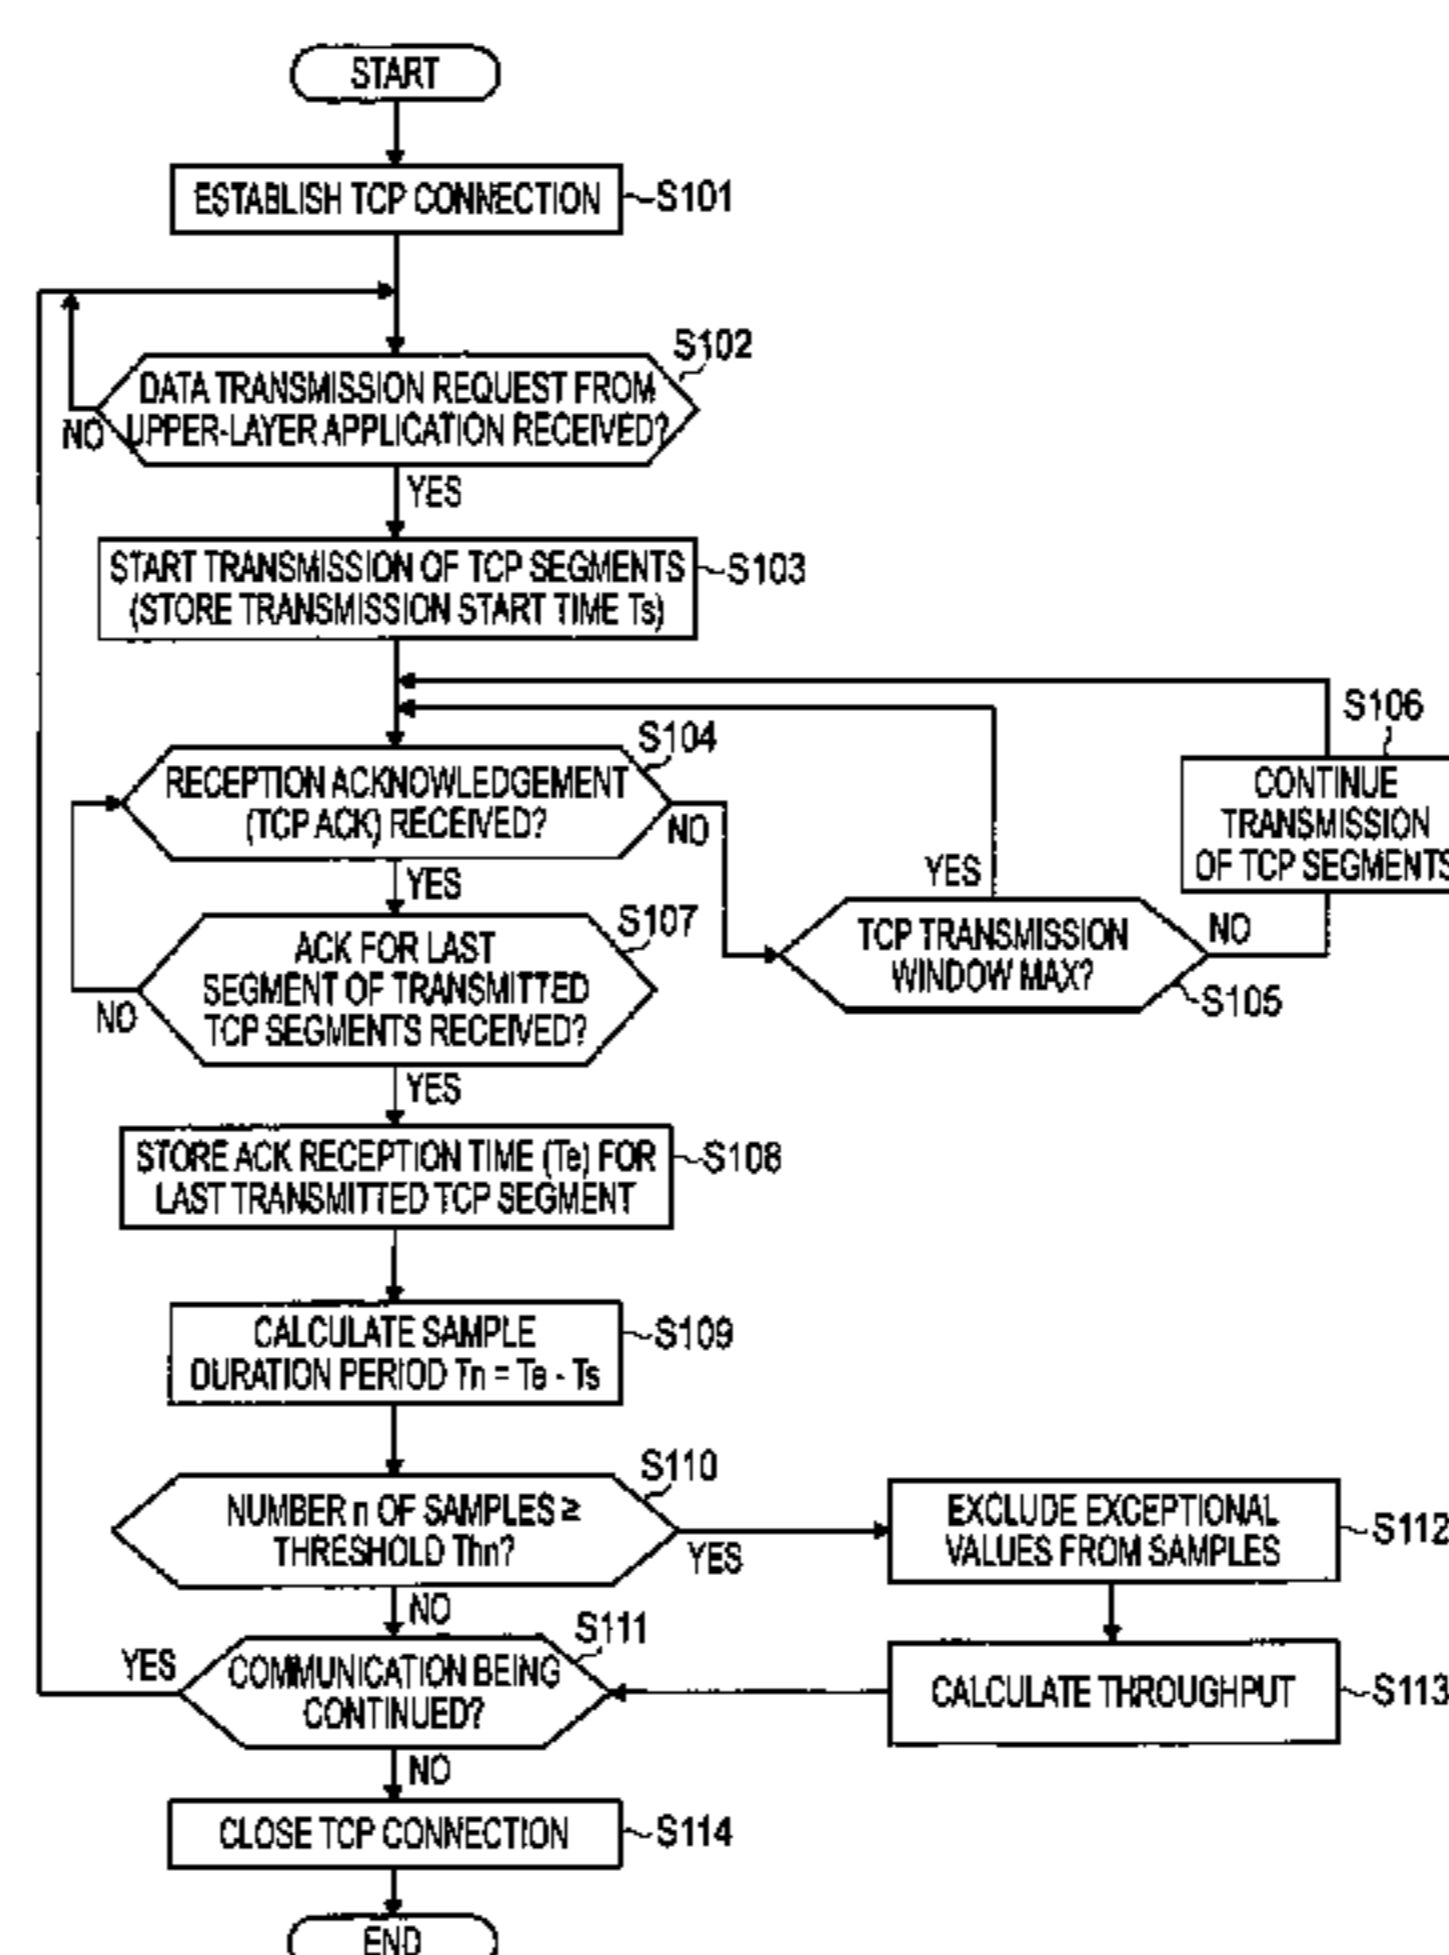 START
ESTABLISH TCP CONNECTION
S101
S102
DATA TRANSMISSION REQUEST FROM
UPPER-LAYER APPLICATION RECEIVED?
NO
YES
START TRANSMISSION OF TCP SEGMENTS
(STORE TRANSMISSION START TIME Ts)
S103
S104
RECEPTION ACKNOWLEDGEMENT
(TCP ACK) RECEIVED?
NO
YES
S106
CONTINUE
TRANSMISSION
OF TCP SEGMENTS
YES
TCP TRANSMISSION
WINDOW MAX?
NO
S105
S107
ACK FOR LAST
SEGMENT OF TRANSMITTED
TCP SEGMENTS RECEIVED?
NO
YES
STORE ACK RECEPTION TIME (Te) FOR
LAST TRANSMITTED TCP SEGMENT
S108
CALCULATE SAMPLE
DURATION PERIOD Tn = Te - Ts
S109
S110
NUMBER n OF SAMPLES ≥
THRESHOLD Thn?
YES
NO
EXCLUDE EXCEPTIONAL
VALUES FROM SAMPLES
S112
S111
YES
COMMUNICATION BEING
CONTINUED?
NO
CALCULATE THROUGHPUT
S113
CLOSE TCP CONNECTION
S114
END